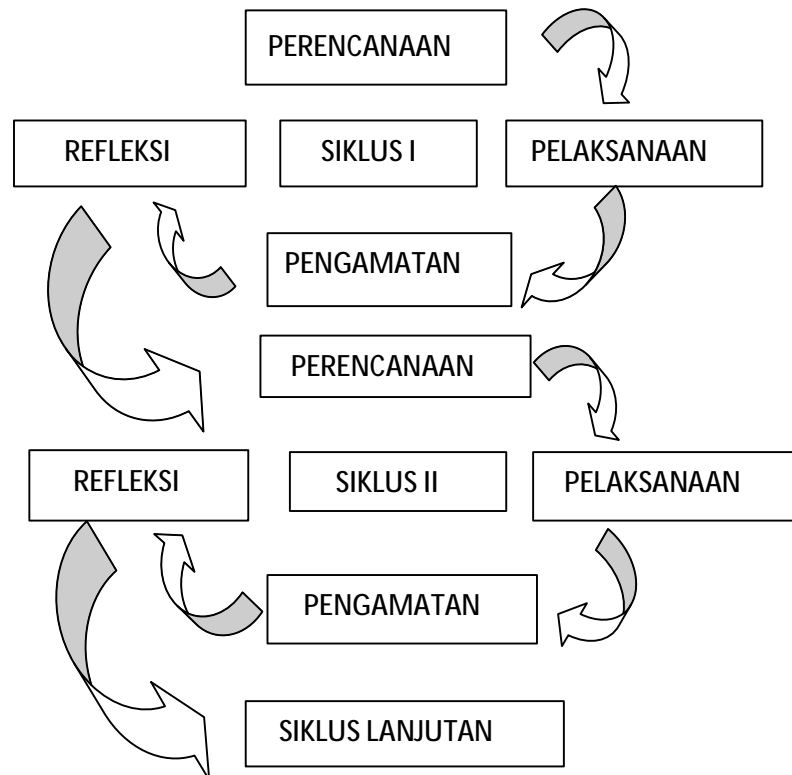 PERENCANAAN
REFLEKSI
SIKLUS I
PELAKSANAAN
PENGAMATAN
PERENCANAAN
REFLEKSI
SIKLUS II
PELAKSANAAN
PENGAMATAN
SIKLUS LANJUTAN